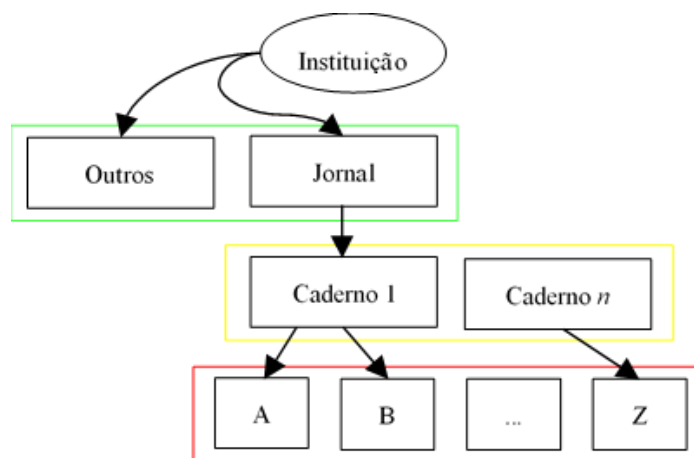 Instituição
Outros
Jornal
Caderno 1
Caderno n
A
B
...
Z